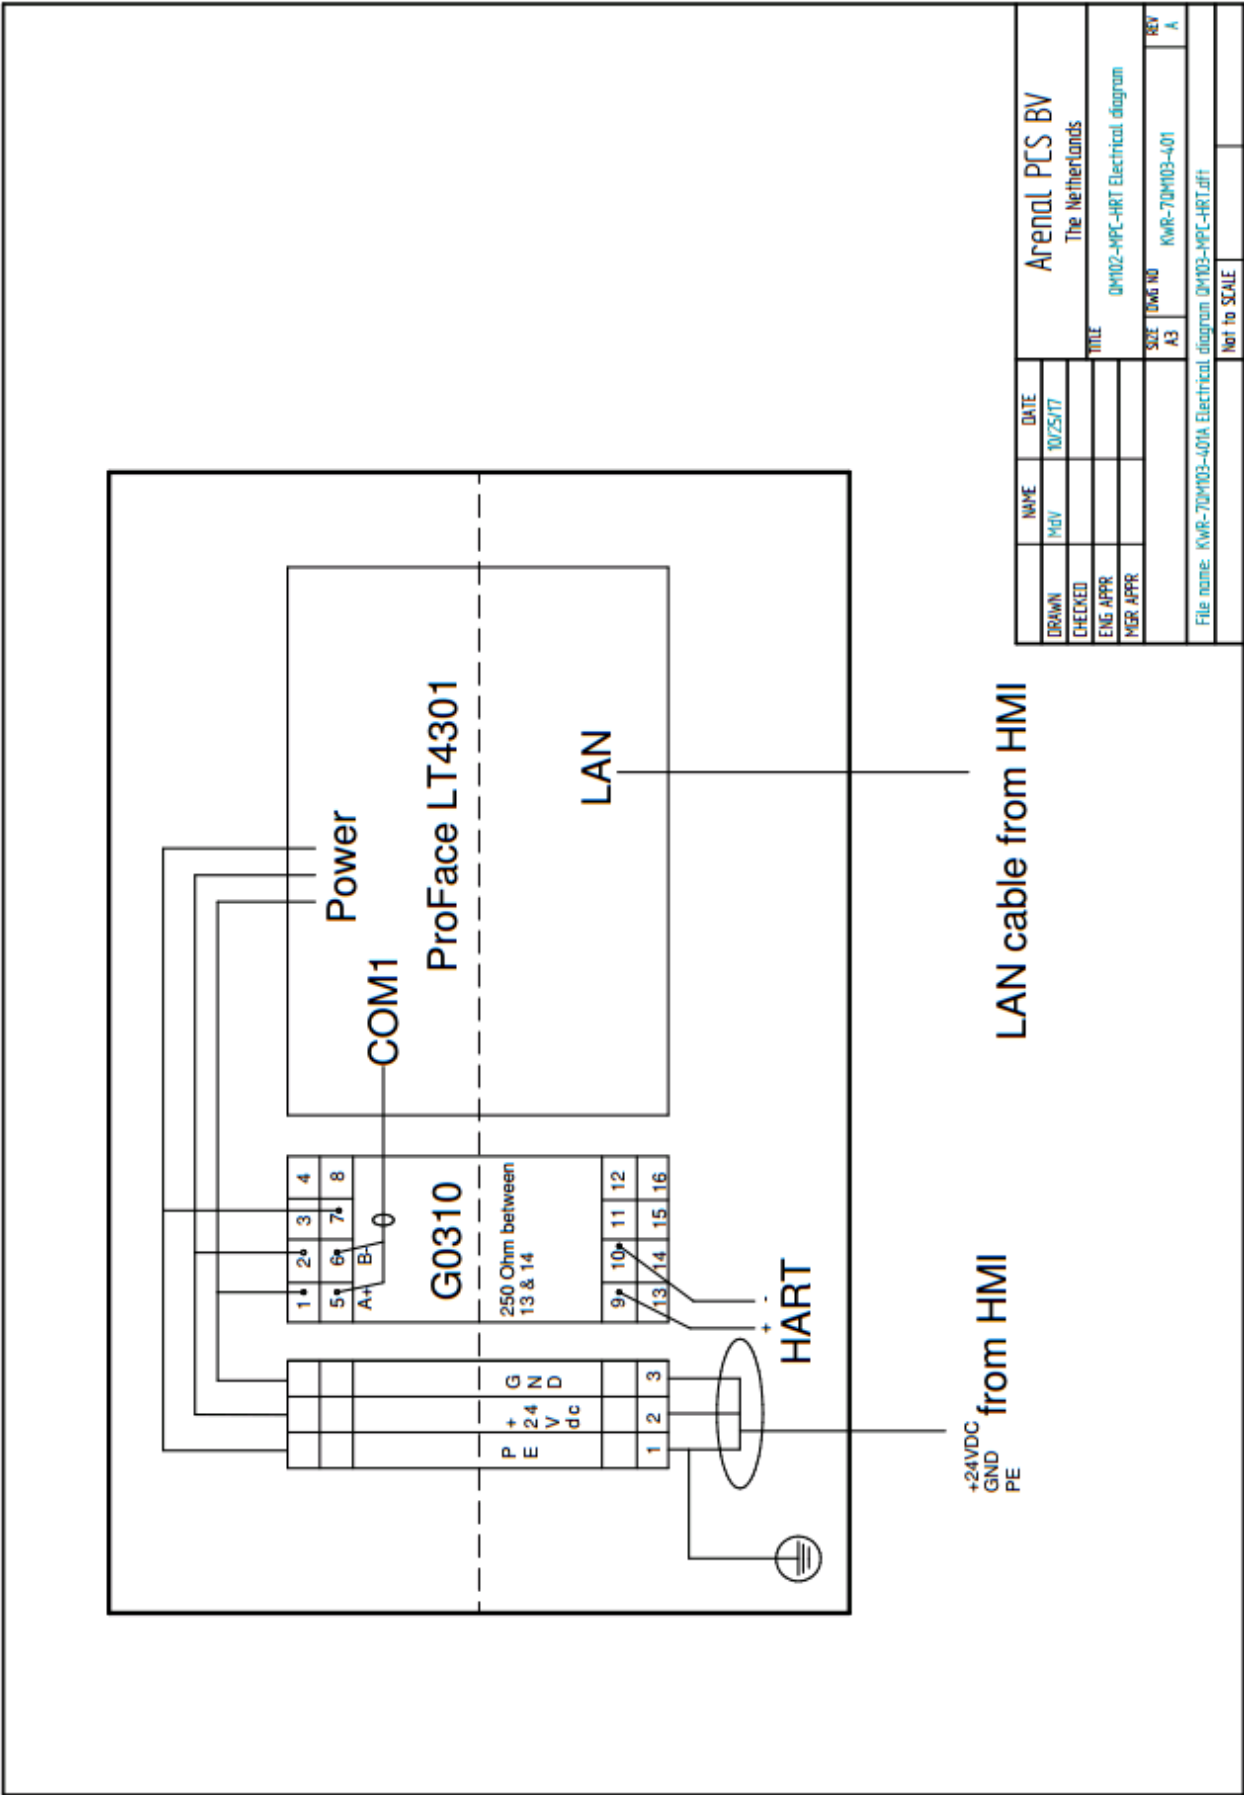 Power
COM1
ProFace LT4301
LAN
1 2 3 4
5 6 7 8
A+ B-
G0310
250 Ohm between
13 & 14
9 10 11 12
13 14 15 16
P E
+ 24 V dc
G N D
1 2 3
+ -
HART
+24VDC
GND
PE
from HMI
LAN cable from HMI
NAME DATE
DRAWN MdV 10/25/17
CHECKED
ENG APPR
MGR APPR
Arenal PCS BV
The Netherlands
TITLE
QM102-MPC-HRT Electrical diagram
SIZE DWG NO REV
A3 KWR-7QM103-401 A
File name: KWR-7QM103-401A Electrical diagram QM103-MPC-HRT.dft
Not to SCALE